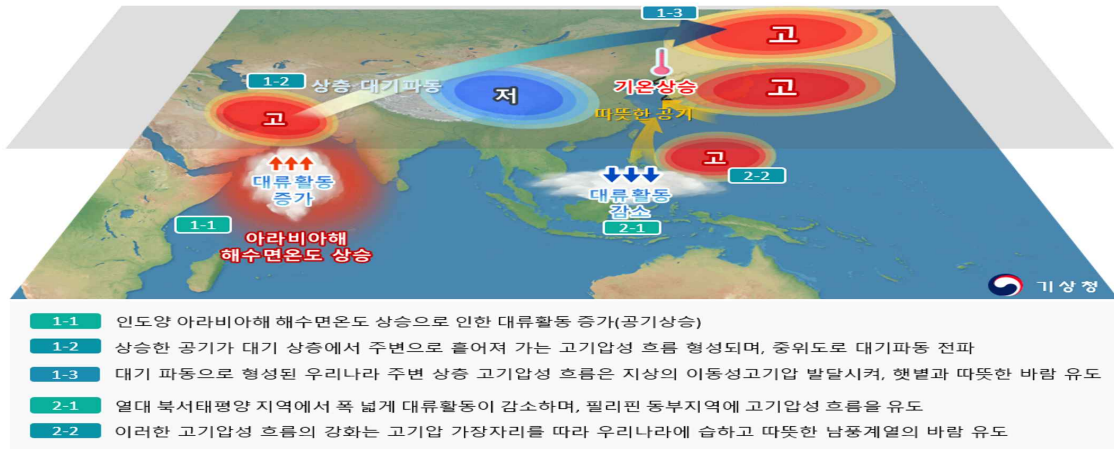 1-3
고
1-2
상층 대기파동
저
기온상승
고
고
따뜻한 공기
고
대류활동
증가
대류활동
감소
2-2
1-1
2-1
아라비아해
해수면온도 상승
기상청
1-1 인도양 아라비아해 해수면온도 상승으로 인한 대류활동 증가(공기상승)
1-2 상승한 공기가 대기 상층에서 주변으로 흩어져 가는 고기압성 흐름 형성되며, 중위도로 대기파동 전파
1-3 대기 파동으로 형성된 우리나라 주변 상층 고기압성 흐름은 지상의 이동성고기압 발달시켜, 햇볕과 따뜻한 바람 유도
2-1 열대 북서태평양 지역에서 폭 넓게 대류활동이 감소하며, 필리핀 동부지역에 고기압성 흐름을 유도
2-2 이러한 고기압성 흐름의 강화는 고기압 가장자리를 따라 우리나라에 습하고 따뜻한 남풍계열의 바람 유도